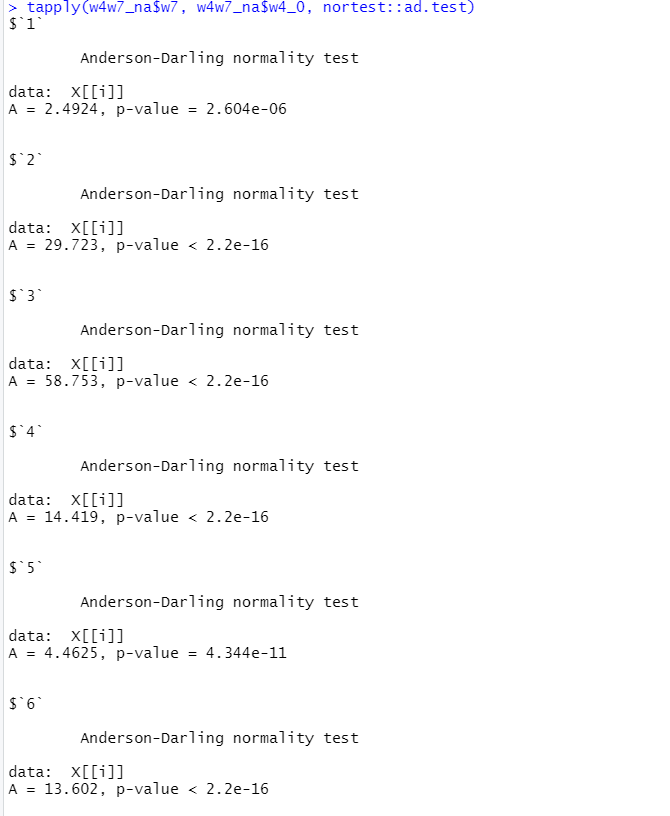 > tapply(w4w7_na$w7, w4w7_na$w4_0, nortest::ad.test)
$`1`
Anderson-Darling normality test
data:  X[[i]]
A = 2.4924, p-value = 2.604e-06
$`2`
Anderson-Darling normality test
data:  X[[i]]
A = 29.723, p-value < 2.2e-16
$`3`
Anderson-Darling normality test
data:  X[[i]]
A = 58.753, p-value < 2.2e-16
$`4`
Anderson-Darling normality test
data:  X[[i]]
A = 14.419, p-value < 2.2e-16
$`5`
Anderson-Darling normality test
data:  X[[i]]
A = 4.4625, p-value = 4.344e-11
$`6`
Anderson-Darling normality test
data:  X[[i]]
A = 13.602, p-value < 2.2e-16